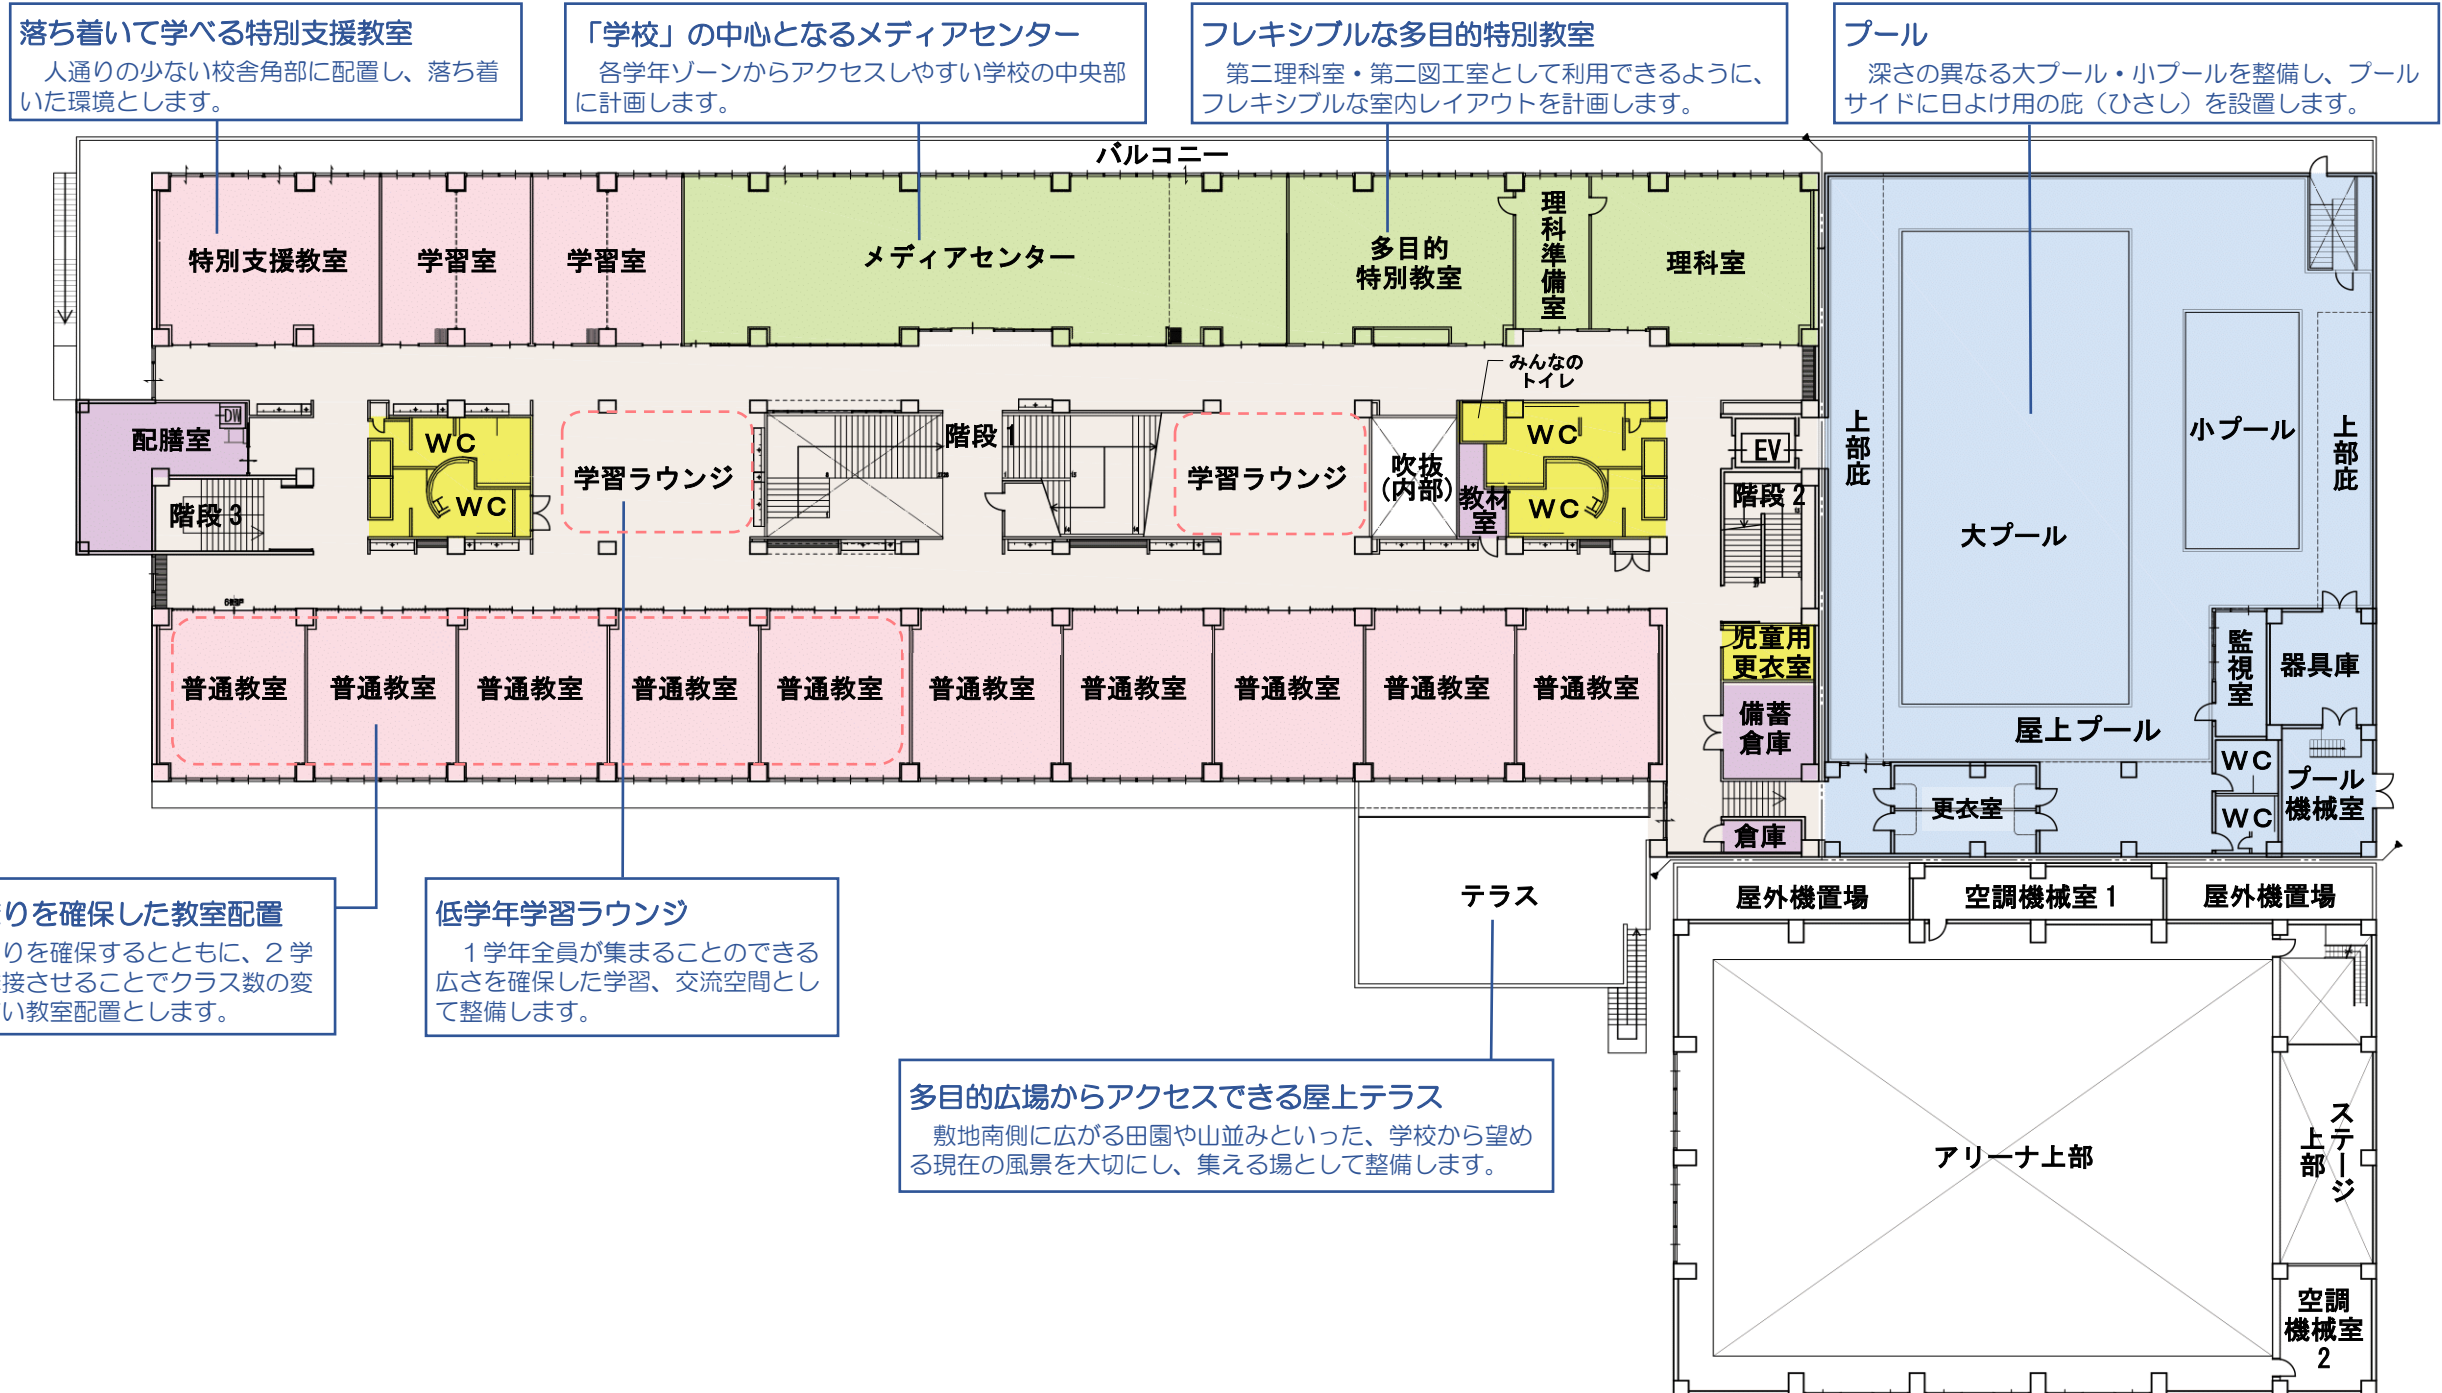 落ち着いて学べる特別支援教室
人通りの少ない校舎角部に配置し、落ち着
いた環境とします。
「学校」の中心となるメディアセンター
各学年ゾーンからアクセスしやすい学校の中央部
に計画します。
フレキシブルな多目的特別教室
第二理科室・第二図工室として利用できるように、
フレキシブルな室内レイアウトを計画します。
プール
深さの異なる大プール・小プールを整備し、プール
サイドに日よけ用の庇（ひさし）を設置します。
バルコニー
特別支援教室
学習室
学習室
メディアセンター
多目的
特別教室
理科準備室
理科室
みんなの
トイレ
配膳室
DW
階段3
WC
WC
学習ラウンジ
階段1
学習ラウンジ
吹抜
(内部)
教材
室
WC
WC
EV
階段2
上部庇
大プール
小プール
上部庇
屋上プール
普通教室
普通教室
普通教室
普通教室
普通教室
普通教室
普通教室
普通教室
普通教室
普通教室
児童用
更衣室
備蓄
倉庫
倉庫
監視室
器具庫
WC
WC
プール
機械室
更衣室
りを確保した教室配置
りを確保するとともに、2学
接させることでクラス数の変
い教室配置とします。
低学年学習ラウンジ
1学年全員が集まることのできる
広さを確保した学習、交流空間とし
て整備します。
テラス
多目的広場からアクセスできる屋上テラス
敷地南側に広がる田園や山並みといった、学校から望め
る現在の風景を大切にし、集える場として整備します。
屋外機置場
空調機械室1
屋外機置場
アリーナ上部
ステージ
上部
空調
機械室
2